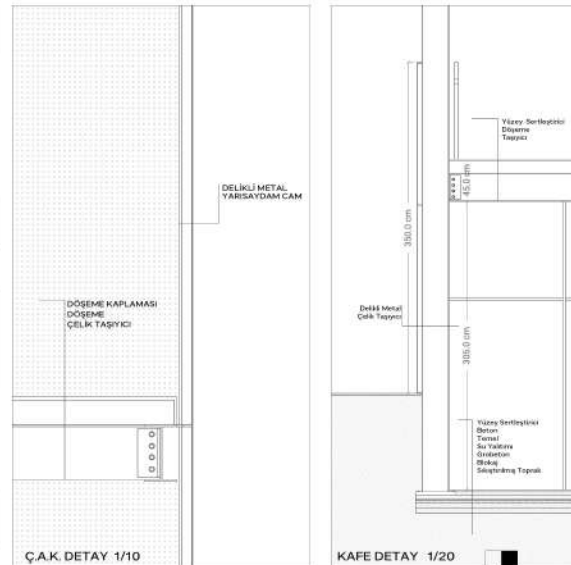 DELİKLİ METAL
YARISAYDAM CAM
DÖŞEME KAPLAMASI
DÖŞEME
ÇELİK TAŞIYICI
Ç.A.K. DETAY 1/10
Yüzey Sertleştirici
Döşeme
Taşıyıcı
45.0 cm
350.0 cm
Delikli Metal
Çelik Taşıyıcı
305.0 cm
Yüzey Sertleştirici
Beton
Temel
Su Yalıtımı
Grobeton
Blokaj
Sıkıştırılmış Toprak
KAFE DETAY 1/20